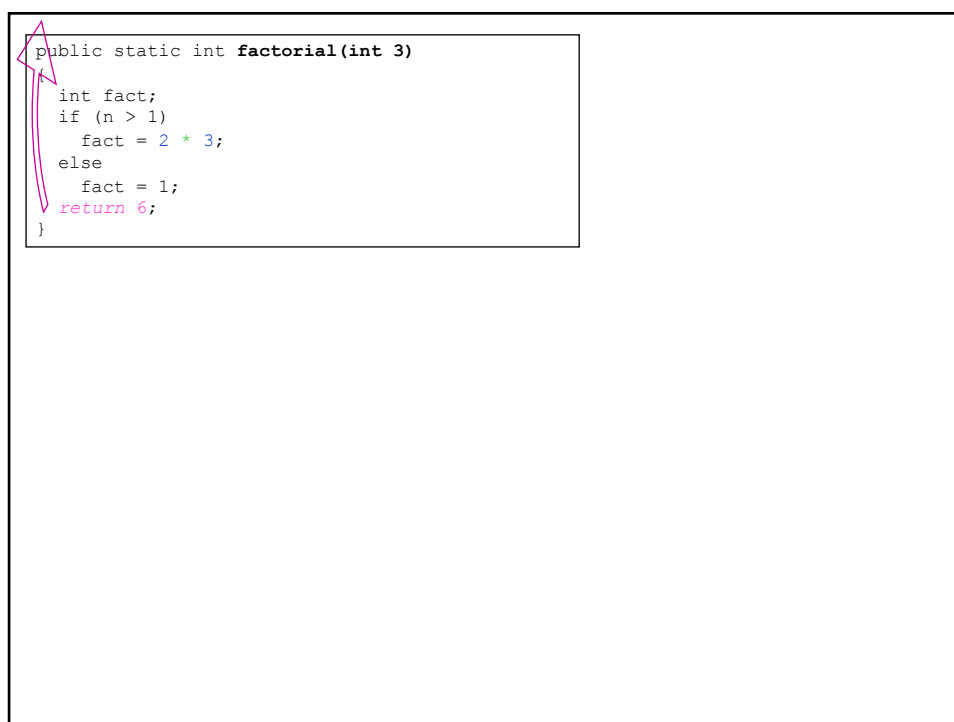 public static int factorial(int 3)
{
int fact;
if (n > 1)
fact = 2 * 3;
else
fact = 1;
return 6;
}